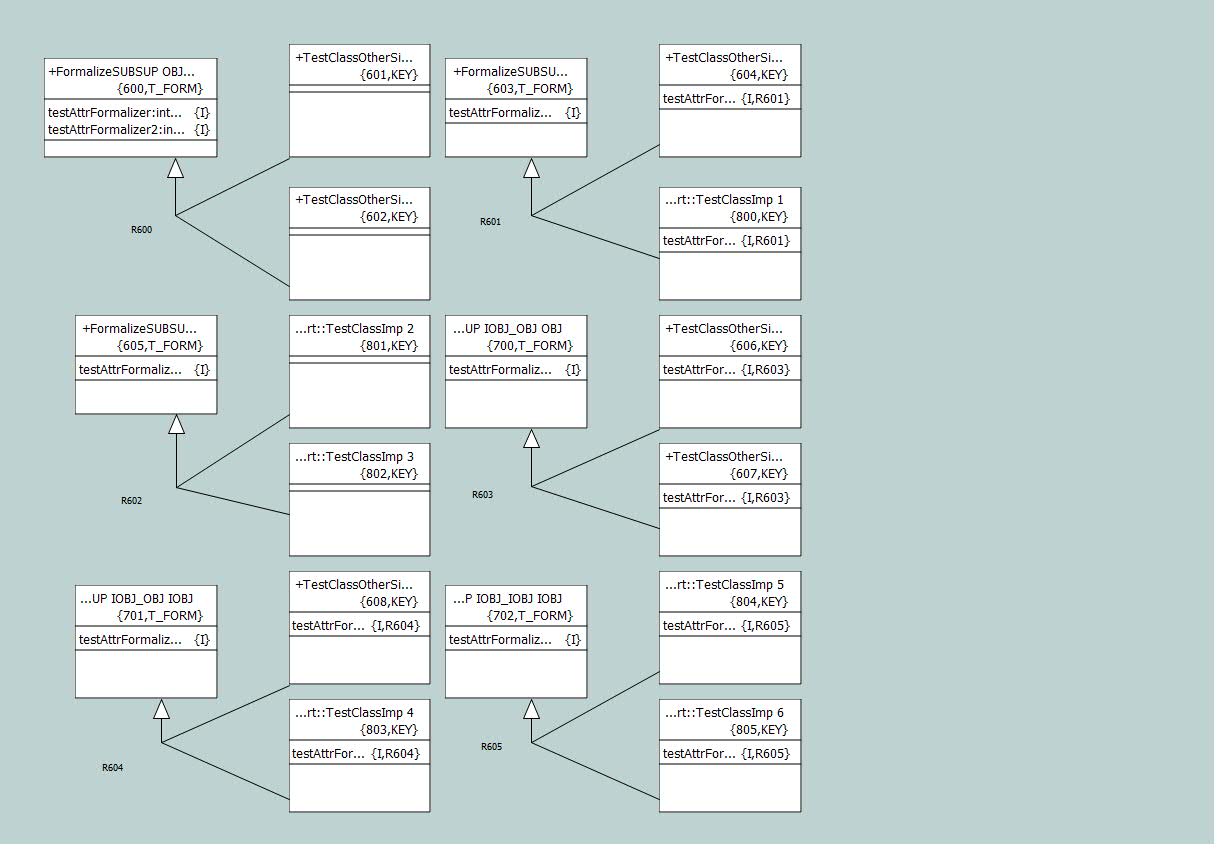 +FormalizeSUBSUP OBJ...
{600,T_FORM}
testAttrFormalizer:int... {I}
testAttrFormalizer2:in... {I}
+TestClassOtherSi...
{601,KEY}
+TestClassOtherSi...
{602,KEY}
R600
+FormalizeSUBSU...
{603,T_FORM}
testAttrFormaliz... {I}
+TestClassOtherSi...
{604,KEY}
testAttrFor... {I,R601}
...rt::TestClassImp 1
{800,KEY}
testAttrFor... {I,R601}
R601
+FormalizeSUBSU...
{605,T_FORM}
testAttrFormaliz... {I}
...rt::TestClassImp 2
{801,KEY}
...rt::TestClassImp 3
{802,KEY}
R602
...UP IOBJ_OBJ OBJ
{700,T_FORM}
testAttrFormaliz... {I}
+TestClassOtherSi...
{606,KEY}
testAttrFor... {I,R603}
+TestClassOtherSi...
{607,KEY}
testAttrFor... {I,R603}
R603
...UP IOBJ_OBJ IOBJ
{701,T_FORM}
testAttrFormaliz... {I}
+TestClassOtherSi...
{608,KEY}
testAttrFor... {I,R604}
...rt::TestClassImp 4
{803,KEY}
testAttrFor... {I,R604}
R604
...P IOBJ_IOBJ IOBJ
{702,T_FORM}
testAttrFormaliz... {I}
...rt::TestClassImp 5
{804,KEY}
testAttrFor... {I,R605}
...rt::TestClassImp 6
{805,KEY}
testAttrFor... {I,R605}
R605